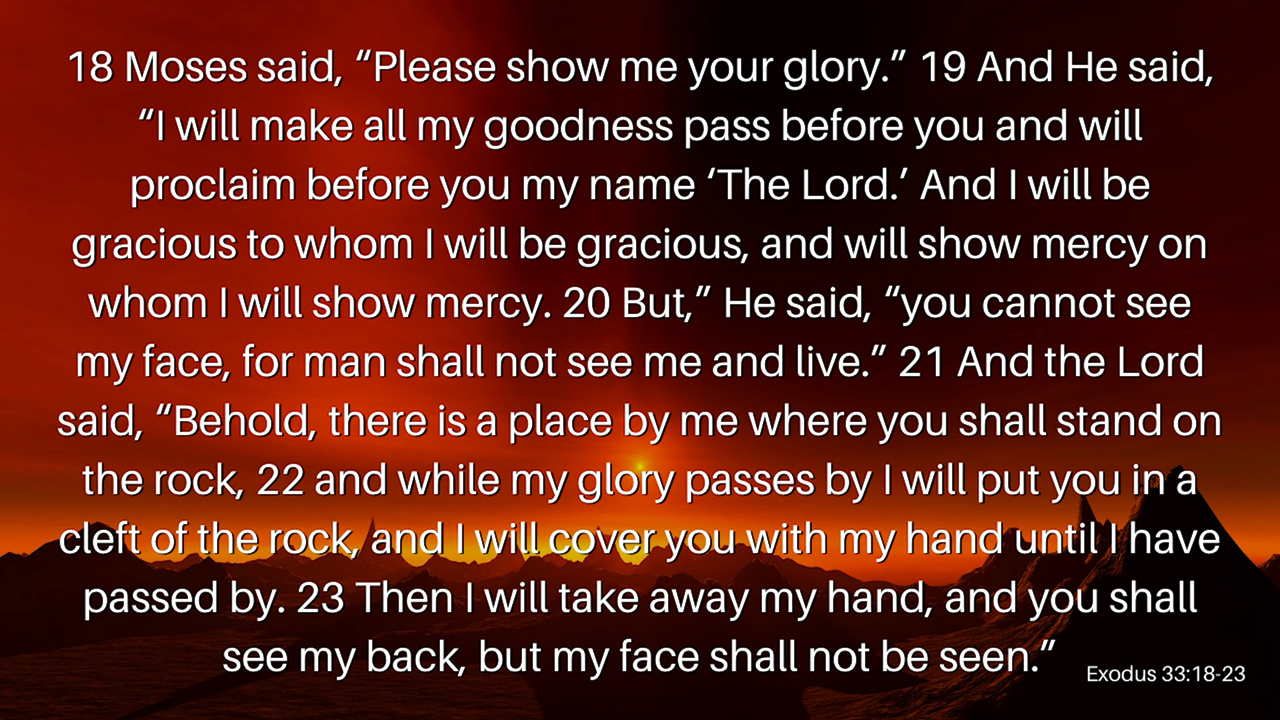 18 Moses said, “Please show me your glory.” 19 And He said,
“I will make all my goodness pass before you and will
proclaim before you my name ‘The Lord.’ And I will be
gracious to whom I will be gracious, and will show mercy on
whom I will show mercy. 20 But,” He said, “you cannot see
my face, for man shall not see me and live.” 21 And the Lord
said, “Behold, there is a place by me where you shall stand on
the rock, 22 and while my glory passes by I will put you in a
cleft of the rock, and I will cover you with my hand until I have
passed by. 23 Then I will take away my hand, and you shall
see my back, but my face shall not be seen.”
Exodus 33:18-23